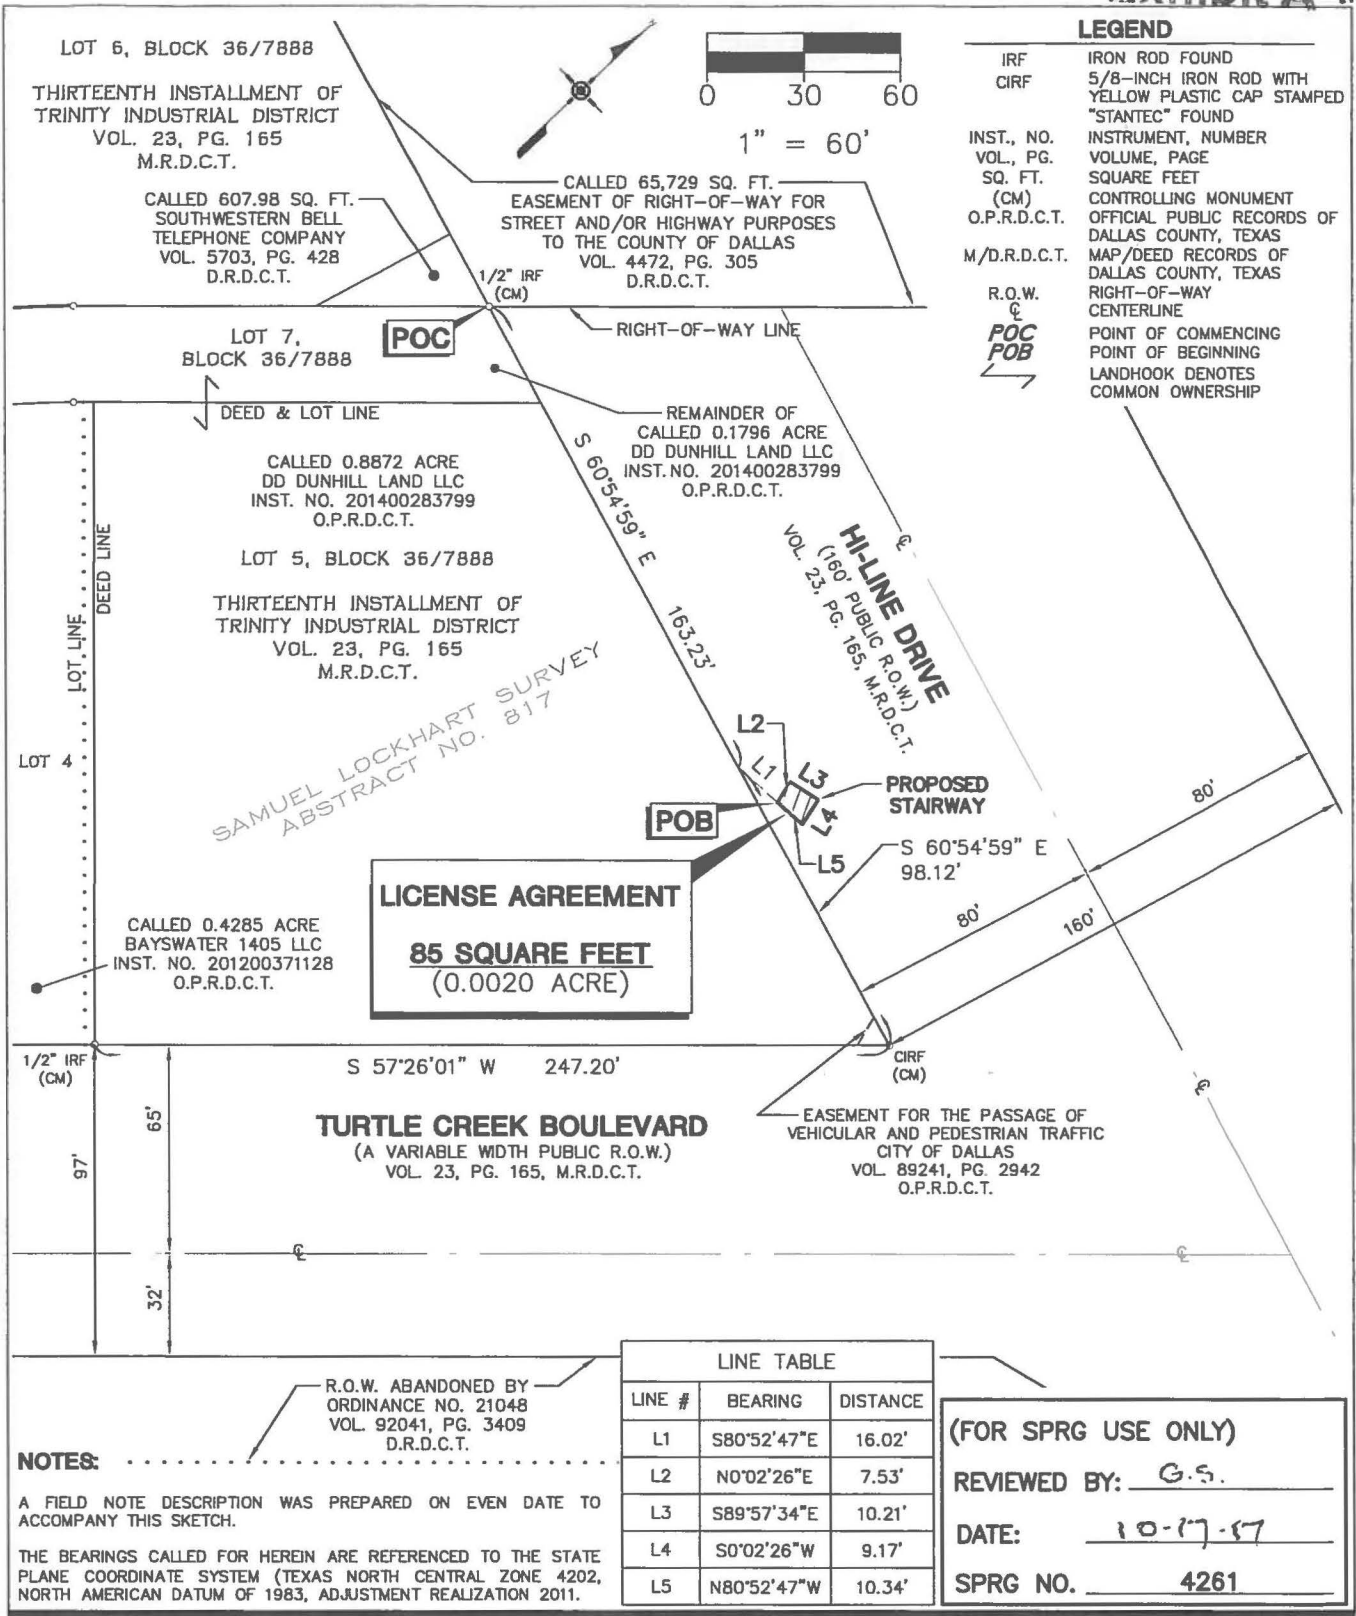 LOT 6, BLOCK 36/7888
THIRTEENTH INSTALLMENT OF
TRINITY INDUSTRIAL DISTRICT
VOL. 23, PG. 165
M.R.D.C.T.
CALLED 607.98 SQ. FT.
SOUTHWESTERN BELL
TELEPHONE COMPANY
VOL. 5703, PG. 428
D.R.D.C.T.
0 30 60
1" = 60'
CALLED 65,729 SQ. FT.
EASEMENT OF RIGHT-OF-WAY FOR
STREET AND/OR HIGHWAY PURPOSES
TO THE COUNTY OF DALLAS
VOL. 4472, PG. 305
D.R.D.C.T.
LEGEND
IRF IRON ROD FOUND
CIRF 5/8-INCH IRON ROD WITH
YELLOW PLASTIC CAP STAMPED
"STANTEC" FOUND
INST., NO. INSTRUMENT, NUMBER
VOL., PG. VOLUME, PAGE
SQ. FT. SQUARE FEET
(CM) CONTROLLING MONUMENT
O.P.R.D.C.T. OFFICIAL PUBLIC RECORDS OF
DALLAS COUNTY, TEXAS
M/D.R.D.C.T. MAP/DEED RECORDS OF
DALLAS COUNTY, TEXAS
R.O.W. RIGHT-OF-WAY
℄ CENTERLINE
POC POINT OF COMMENCING
POB POINT OF BEGINNING
LANDHOOK DENOTES
COMMON OWNERSHIP
1/2" IRF
(CM)
POC
RIGHT-OF-WAY LINE
LOT 7,
BLOCK 36/7888
DEED & LOT LINE
REMAINDER OF
CALLED 0.1796 ACRE
DD DUNHILL LAND LLC
INST. NO. 201400283799
O.P.R.D.C.T.
CALLED 0.8872 ACRE
DD DUNHILL LAND LLC
INST. NO. 201400283799
O.P.R.D.C.T.
LOT 5, BLOCK 36/7888
THIRTEENTH INSTALLMENT OF
TRINITY INDUSTRIAL DISTRICT
VOL. 23, PG. 165
M.R.D.C.T.
DEED LINE
LOT LINE
LOT 4
SAMUEL LOCKHART SURVEY
ABSTRACT NO. 817
S 60°54'59" E
163.23'
℄
HI-LINE DRIVE
(160' PUBLIC R.O.W.)
VOL. 23, PG. 165, M.R.D.C.T.
L2
L1
L3
L4
L5
PROPOSED
STAIRWAY
POB
S 60°54'59" E
98.12'
80'
80'
160'
LICENSE AGREEMENT
85 SQUARE FEET
(0.0020 ACRE)
CALLED 0.4285 ACRE
BAYSWATER 1405 LLC
INST. NO. 201200371128
O.P.R.D.C.T.
1/2" IRF
(CM)
S 57°26'01" W 247.20'
CIRF
(CM)
℄
TURTLE CREEK BOULEVARD
(A VARIABLE WIDTH PUBLIC R.O.W.)
VOL. 23, PG. 165, M.R.D.C.T.
EASEMENT FOR THE PASSAGE OF
VEHICULAR AND PEDESTRIAN TRAFFIC
CITY OF DALLAS
VOL. 89241, PG. 2942
O.P.R.D.C.T.
65'
97'
32'
℄
℄
R.O.W. ABANDONED BY
ORDINANCE NO. 21048
VOL. 92041, PG. 3409
D.R.D.C.T.
NOTES:
A FIELD NOTE DESCRIPTION WAS PREPARED ON EVEN DATE TO
ACCOMPANY THIS SKETCH.
THE BEARINGS CALLED FOR HEREIN ARE REFERENCED TO THE STATE
PLANE COORDINATE SYSTEM (TEXAS NORTH CENTRAL ZONE 4202,
NORTH AMERICAN DATUM OF 1983, ADJUSTMENT REALIZATION 2011.
LINE TABLE
LINE # BEARING DISTANCE
L1 S80°52'47"E 16.02'
L2 N0°02'26"E 7.53'
L3 S89°57'34"E 10.21'
L4 S0°02'26"W 9.17'
L5 N80°52'47"W 10.34'
(FOR SPRG USE ONLY)
REVIEWED BY: G.S.
DATE: 10-17-17
SPRG NO. 4261